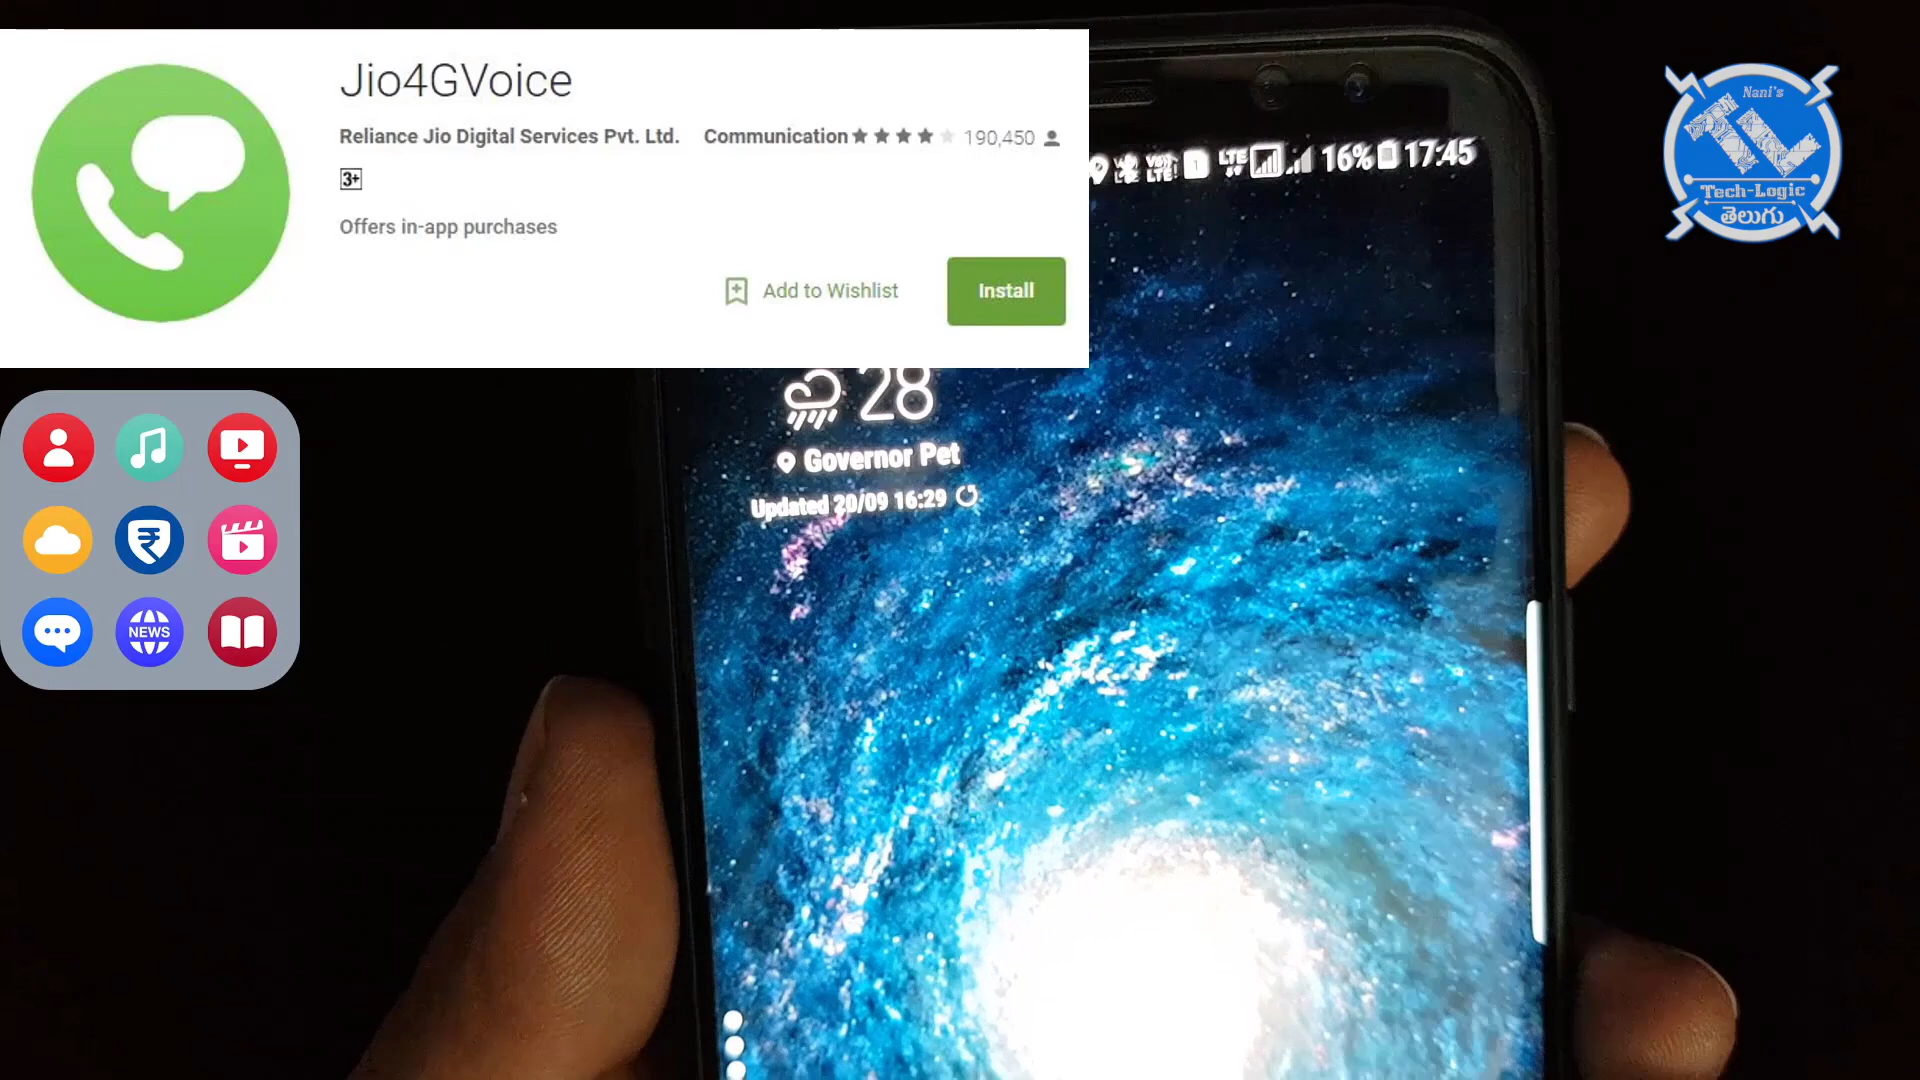 Jio4GVoice
Reliance Jio Digital Services Pvt. Ltd. Communication 190,450
3+
Offers in-app purchases
Add to Wishlist
Install
LTE 16% 17:45
28
Governor Pet
Updated 20/09 16:29
NEWS
Nani's
TL
Tech-Logic
తెలుగు